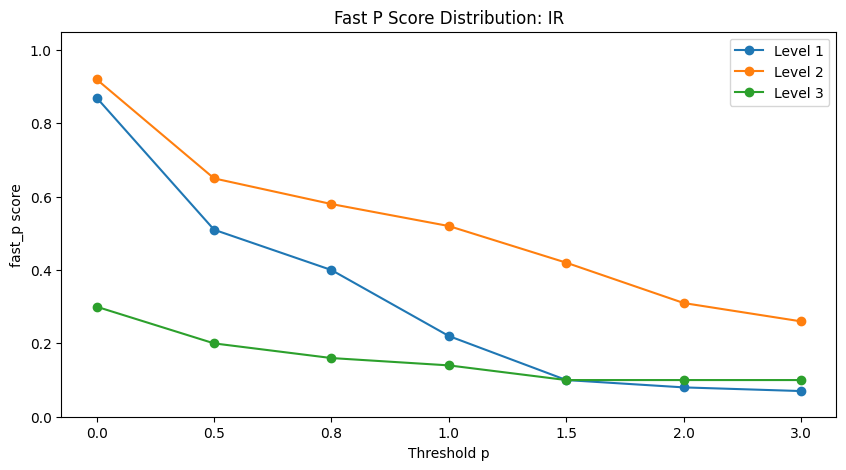 Fast P Score Distribution: IR
Level 1
Level 2
Level 3
fast_p score
1.0
0.8
0.6
0.4
0.2
0.0
0.0 0.5 0.8 1.0 1.5 2.0 3.0
Threshold p